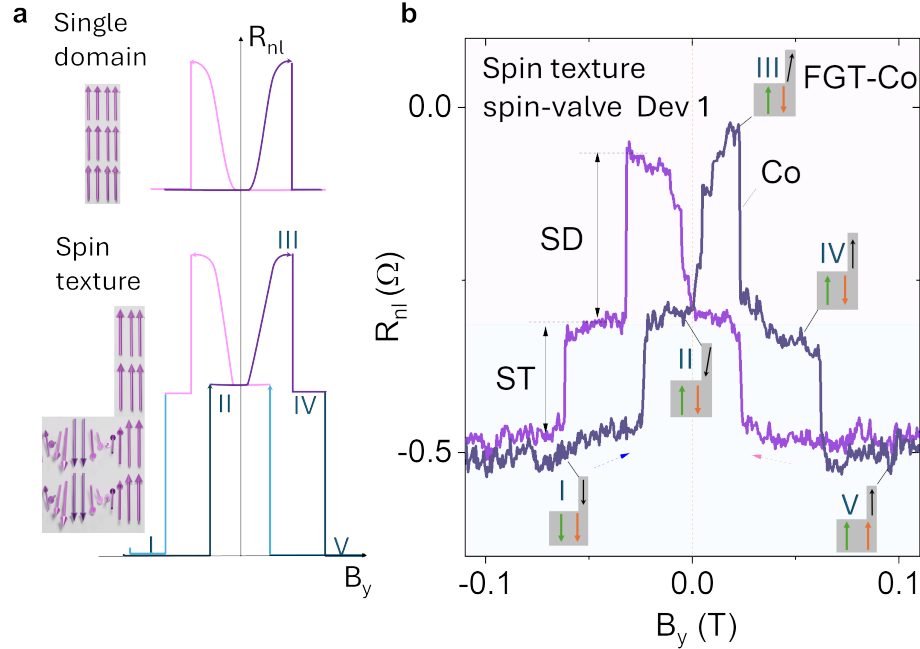 a
Single
domain
R_nl
Spin
texture
III
II
IV
I
V
B_y
b
Spin texture
spin-valve Dev 1
III
FGT-Co
Co
SD
IV
ST
II
I
V
0.0
-0.5
R_nl (Ω)
-0.1
0.0
0.1
B_y (T)